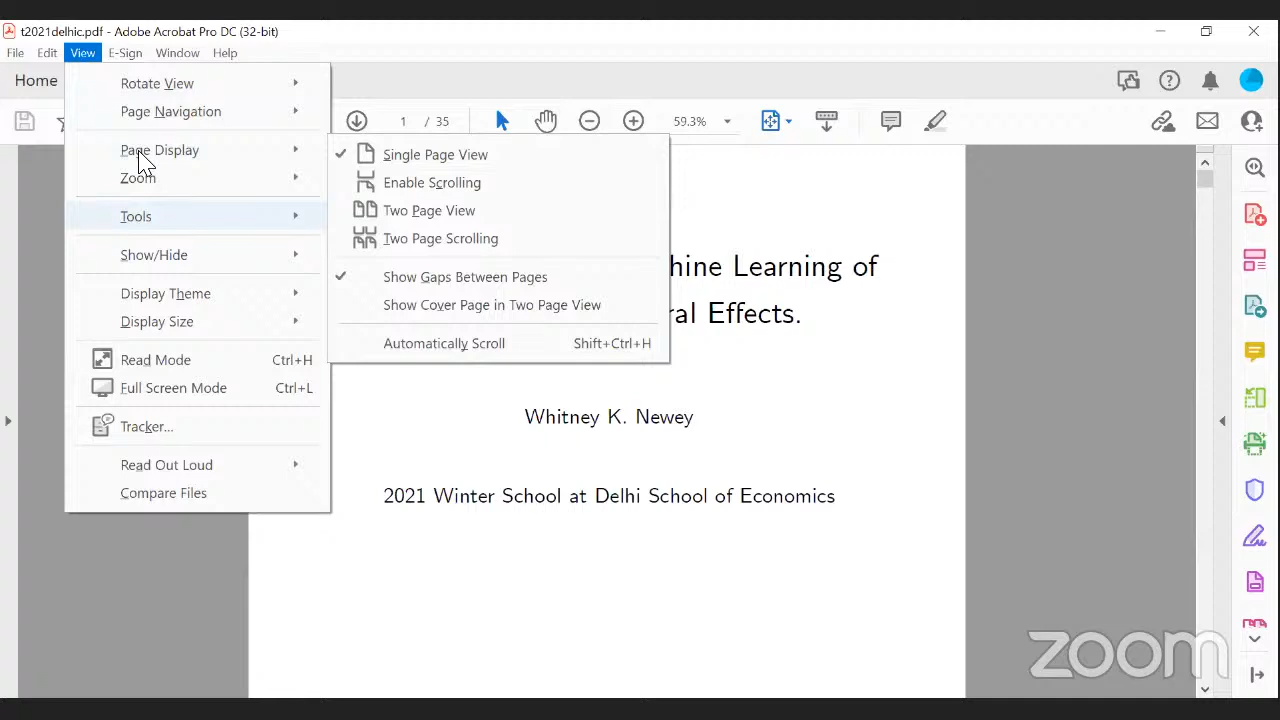 t2021delhic.pdf - Adobe Acrobat Pro DC (32-bit)
File Edit View E-Sign Window Help
Home
1 / 35 59.3%
Rotate View
Page Navigation
Page Display
Zoom
Tools
Show/Hide
Display Theme
Display Size
Read Mode Ctrl+H
Full Screen Mode Ctrl+L
Tracker...
Read Out Loud
Compare Files
Single Page View
Enable Scrolling
Two Page View
Two Page Scrolling
Show Gaps Between Pages
Show Cover Page in Two Page View
Automatically Scroll Shift+Ctrl+H
hine Learning of
ral Effects.
Whitney K. Newey
2021 Winter School at Delhi School of Economics
zoom